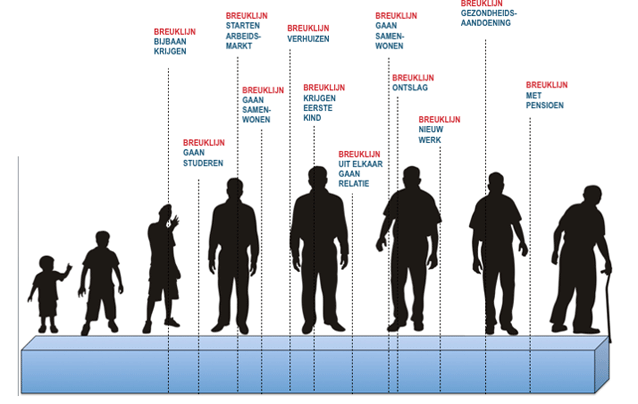 BREUKLIJN
BIJBAAN
KRIJGEN
BREUKLIJN
GAAN
STUDEREN
BREUKLIJN
STARTEN
ARBEIDS-
MARKT
BREUKLIJN
GAAN
SAMEN-
WONEN
BREUKLIJN
VERHUIZEN
BREUKLIJN
KRIJGEN
EERSTE
KIND
BREUKLIJN
UIT ELKAAR
GAAN
RELATIE
BREUKLIJN
GAAN
SAMEN-
WONEN
BREUKLIJN
ONTSLAG
BREUKLIJN
NIEUW
WERK
BREUKLIJN
GEZONDHEIDS-
AANDOENING
BREUKLIJN
MET
PENSIOEN